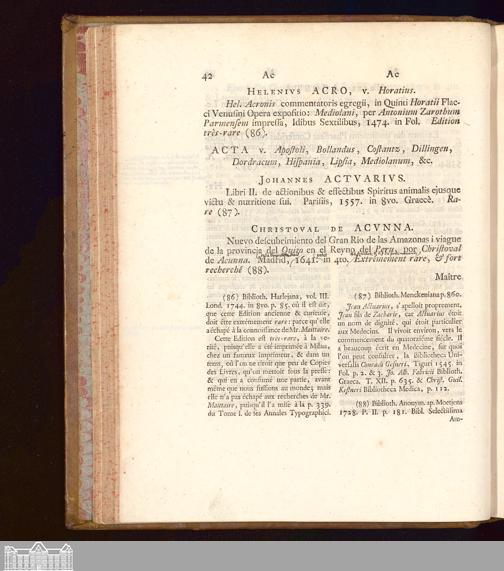 42 Ac Ac
HELENIVS ACRO, v. Horatius.
Hel. Acronis commentatoris egregii, in Quinti Horatii Flac-
ci Venusini Opera expositio: Mediolani, per Antonium Zarothum
Parmensem impressa, Idibus Sextilibus, 1474. in Fol. Edition
très-rare (86).
ACTA v. Apostoli, Bollandus, Costantz, Dillingen,
Dordracum, Hispania, Lipsia, Mediolanum, &c.
JOHANNES ACTVARIVS.
Libri II. de actionibus & effectibus Spiritus animalis ejusque
victu & nutritione sui. Parisiis, 1557. in 8vo. Graecè. Ra-
re (87).
CHRISTOVAL DE ACVNNA.
Nuevo descubrimiento del Gran Rio de las Amazonas i viague
de la provincia del Quito en el Reyno del Peru, por Christoval
de Acunna. Madrid, 1641. in 4to. Extrémement rare, & fort
recherché (88).
Maître
(86) Biblioth. Harlejana, vol. III.
Lond. 1744. in 8vo. p. 85. où il est dit,
que cette Edition ancienne & curieuse,
doit être extrémement rare: parce qu'elle
a échapé à la connoissance de Mr. Maittaire.
Cette Edition est très-rare, à la ve-
rité, puisqu'elle a été imprimée à Milan,
chez un fameux imprimeur, & dans un
tems, où l'on ne tiroit que peu de Copies
des Livres, qu'on mettoit sous la presse:
& qui en a consumé une partie, avant
même que nous fussions au monde; mais
elle n'a pas échapé aux recherches de Mr.
Maittaire, puisqu'il l'a mise à la p. 339.
du Tome I. de ses Annales Typographici.
(87) Biblioth. Menckeniana p. 860.
Jean Actuarius, s'apelloit proprement,
Jean fils de Zacharie, car Actuarius étoit
un nom de dignité, qui étoit particulier
aux Medecins. Il vivoit environ, vers le
commencement du quatorzième siècle. Il
a beaucoup écrit en Medecine, sur quoi
l'on peut consulter, la Bibliotheca Uni-
versalis Conradi Gesneri, Tiguri 1545. in
Fol. p. 2. & 3. Jo. Alb. Fabricii Biblioth.
Graeca. T. XII. p. 635. & Christ. Guil.
Kestneri Bibliotheca Medica, p. 112.
(88) Biblioth. Anonym. ap. Moetjens
1728. P. II. p. 181. Bibl. Selectissima
Am-